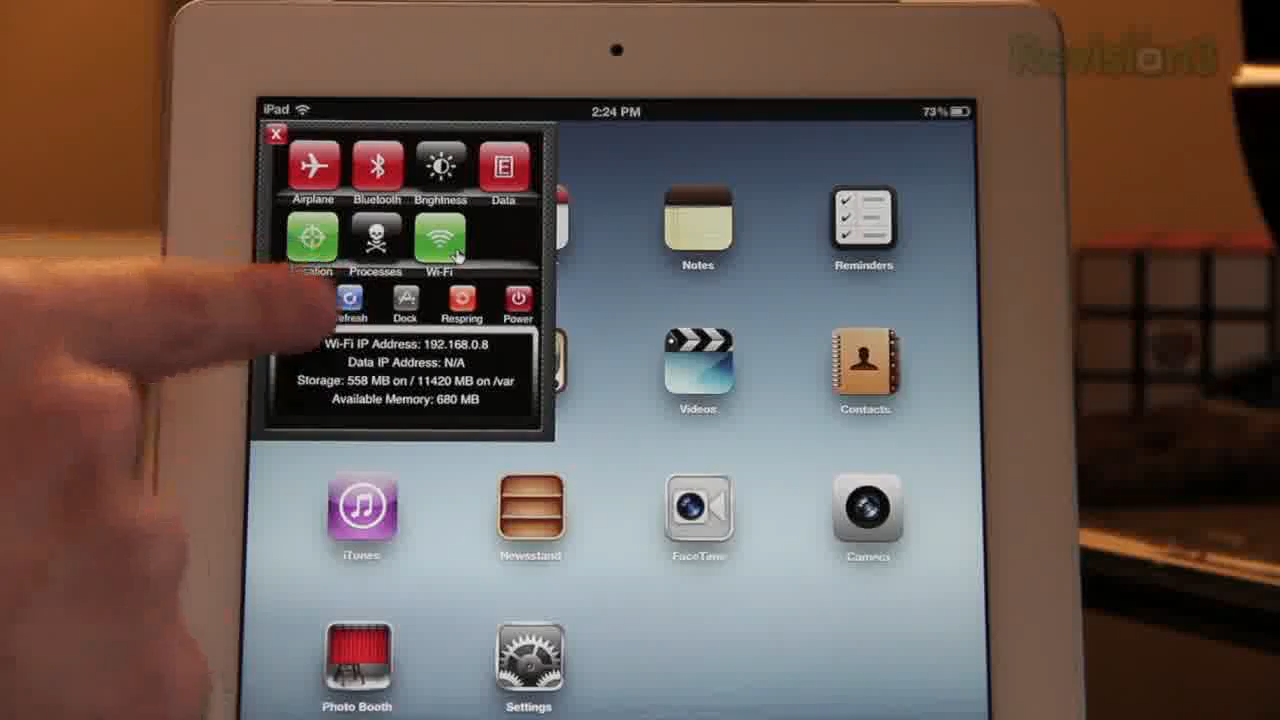 Revision3
iPad 2:24 PM 73%
X
Airplane Bluetooth Brightness Data
E
Processes Wi-Fi
Dock Respring Power
Wi-Fi IP Address: 192.168.0.8
Data IP Address: N/A
Storage: 558 MB on / 11420 MB on /var
Available Memory: 680 MB
Notes Reminders
Videos Contacts
iTunes Newsstand FaceTime Camera
Photo Booth Settings